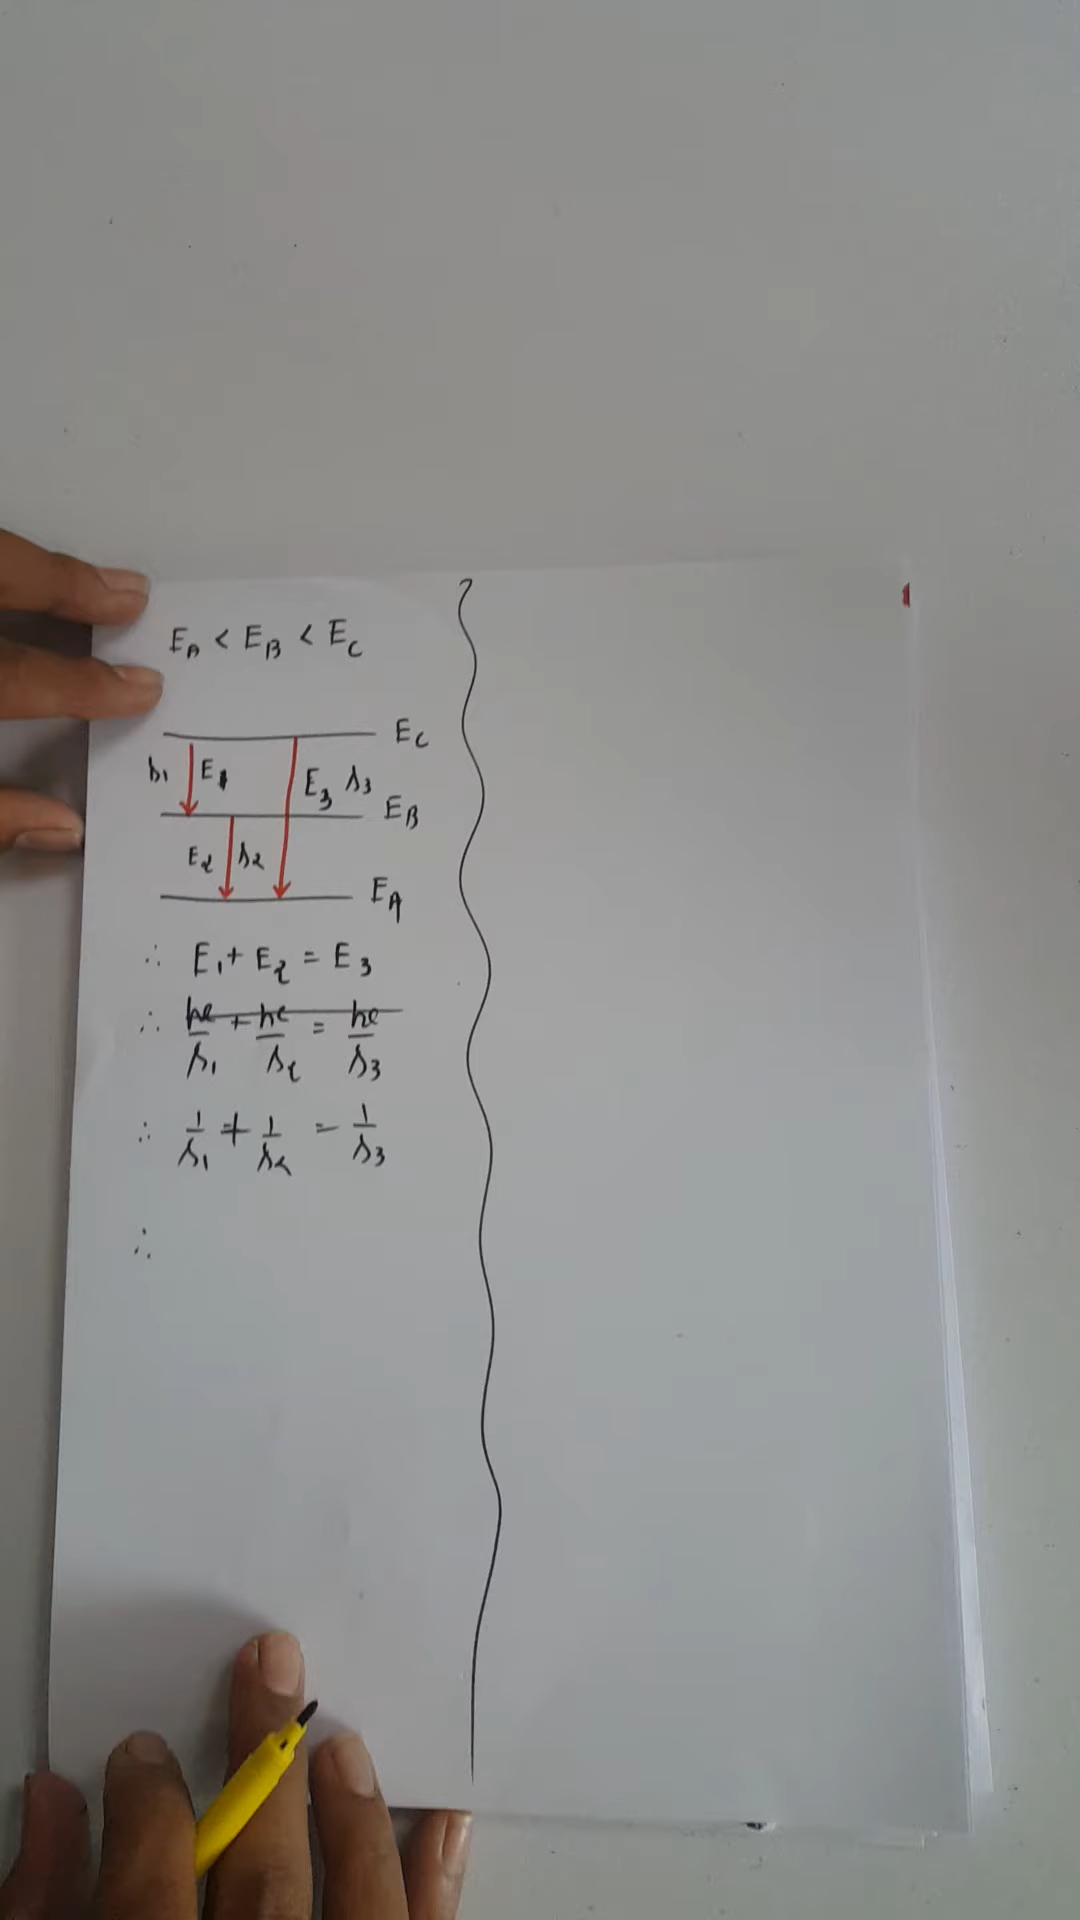 E_A < E_B < E_C
E_C
λ₁ E₁ E₃ λ₃
E_B
E₂ λ₂
E_A
∴ E₁ + E₂ = E₃
∴ hc/λ₁ + hc/λ₂ = hc/λ₃
∴ 1/λ₁ + 1/λ₂ = 1/λ₃
∴